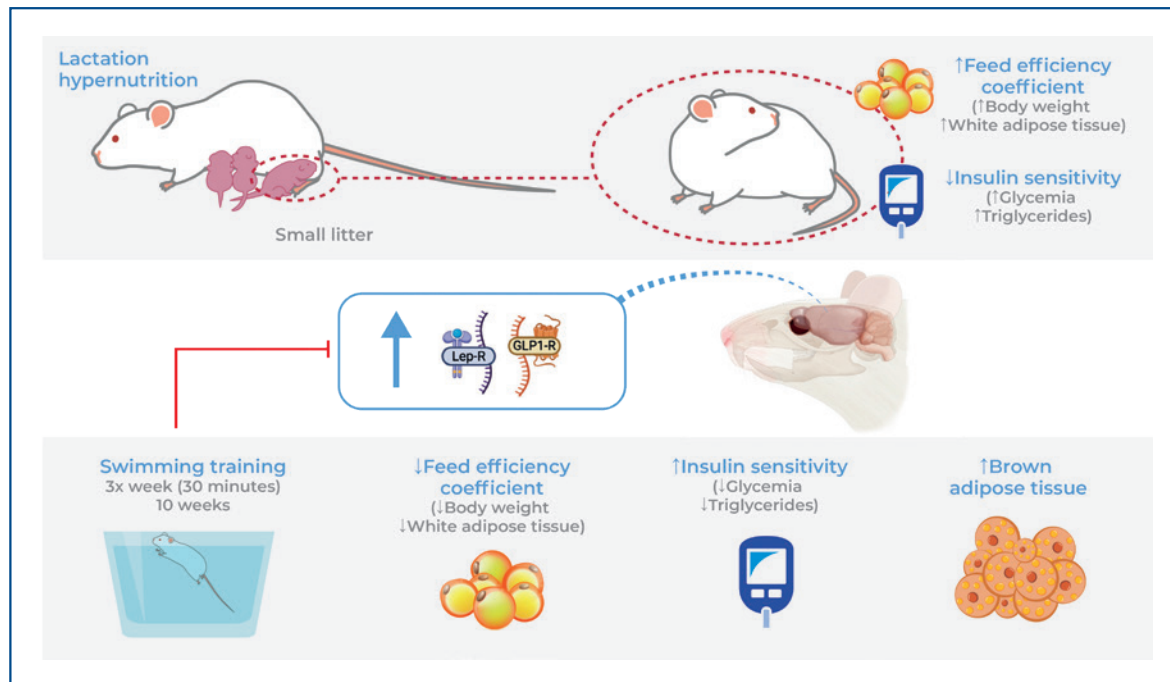 Lactation
hypernutrition
Small litter
↑Feed efficiency
coefficient
(↑Body weight
↑White adipose tissue)
↓Insulin sensitivity
(↑Glycemia
↑Triglycerides)
Lep-R
GLP1-R
Swimming training
3x week (30 minutes)
10 weeks
↓Feed efficiency
coefficient
(↓Body weight
↓White adipose tissue)
↑Insulin sensitivity
(↓Glycemia
↓Triglycerides)
↑Brown
adipose tissue